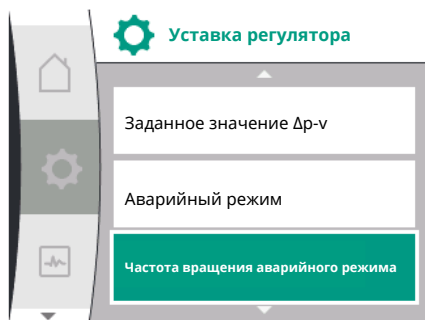 Уставка регулятора
Заданное значение Δp-v
Аварийный режим
Частота вращения аварийного режима